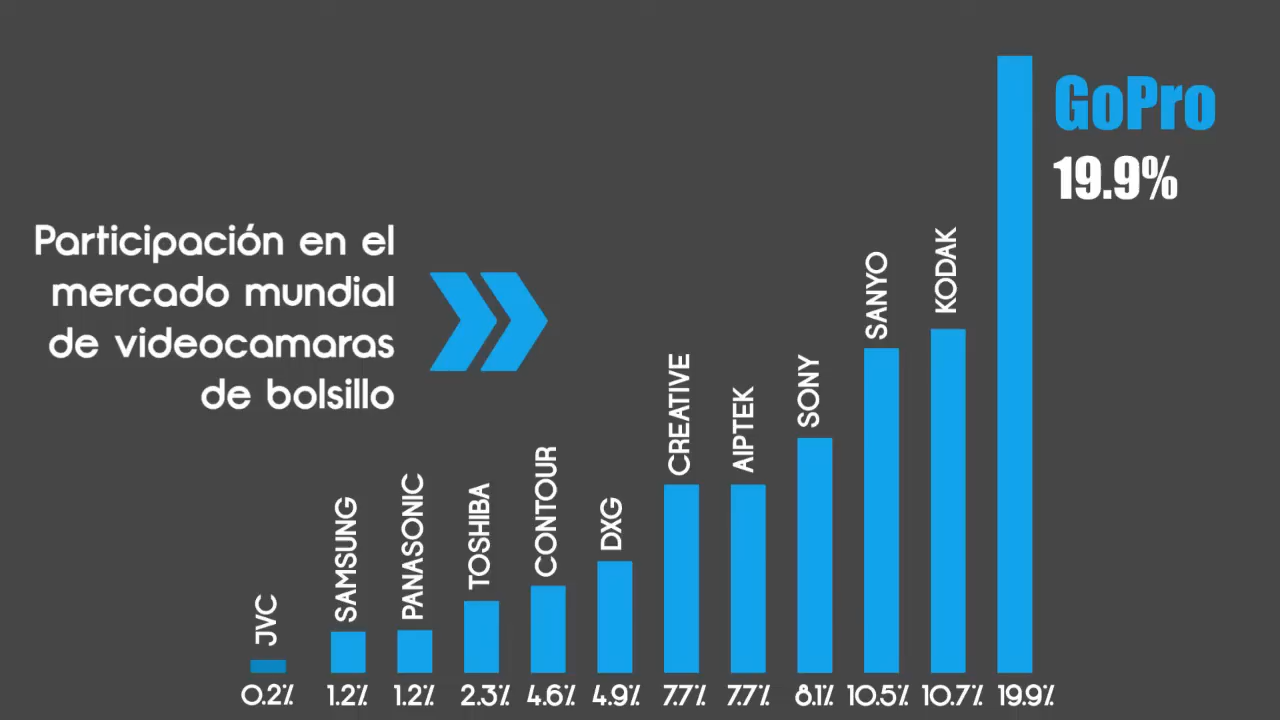 GoPro
19.9%
Participación en el
mercado mundial
de videocamaras
de bolsillo
JVC
SAMSUNG
PANASONIC
TOSHIBA
CONTOUR
DXG
CREATIVE
AIPTEK
SONY
SANYO
KODAK
0.2% 1.2% 1.2% 2.3% 4.6% 4.9% 7.7% 7.7% 8.1% 10.5% 10.7% 19.9%